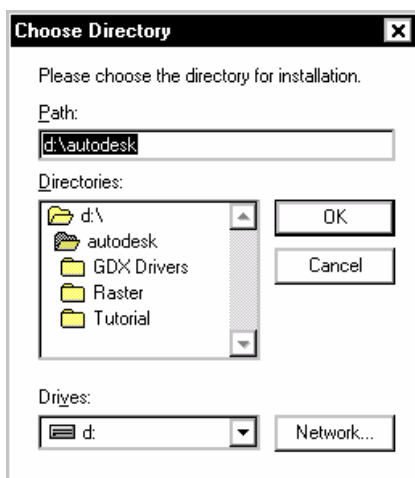 Choose Directory
Please choose the directory for installation.
Path:
d:\autodesk
Directories:
d:\
autodesk
GDX Drivers
Raster
Tutorial
OK
Cancel
Drives:
d:
Network...